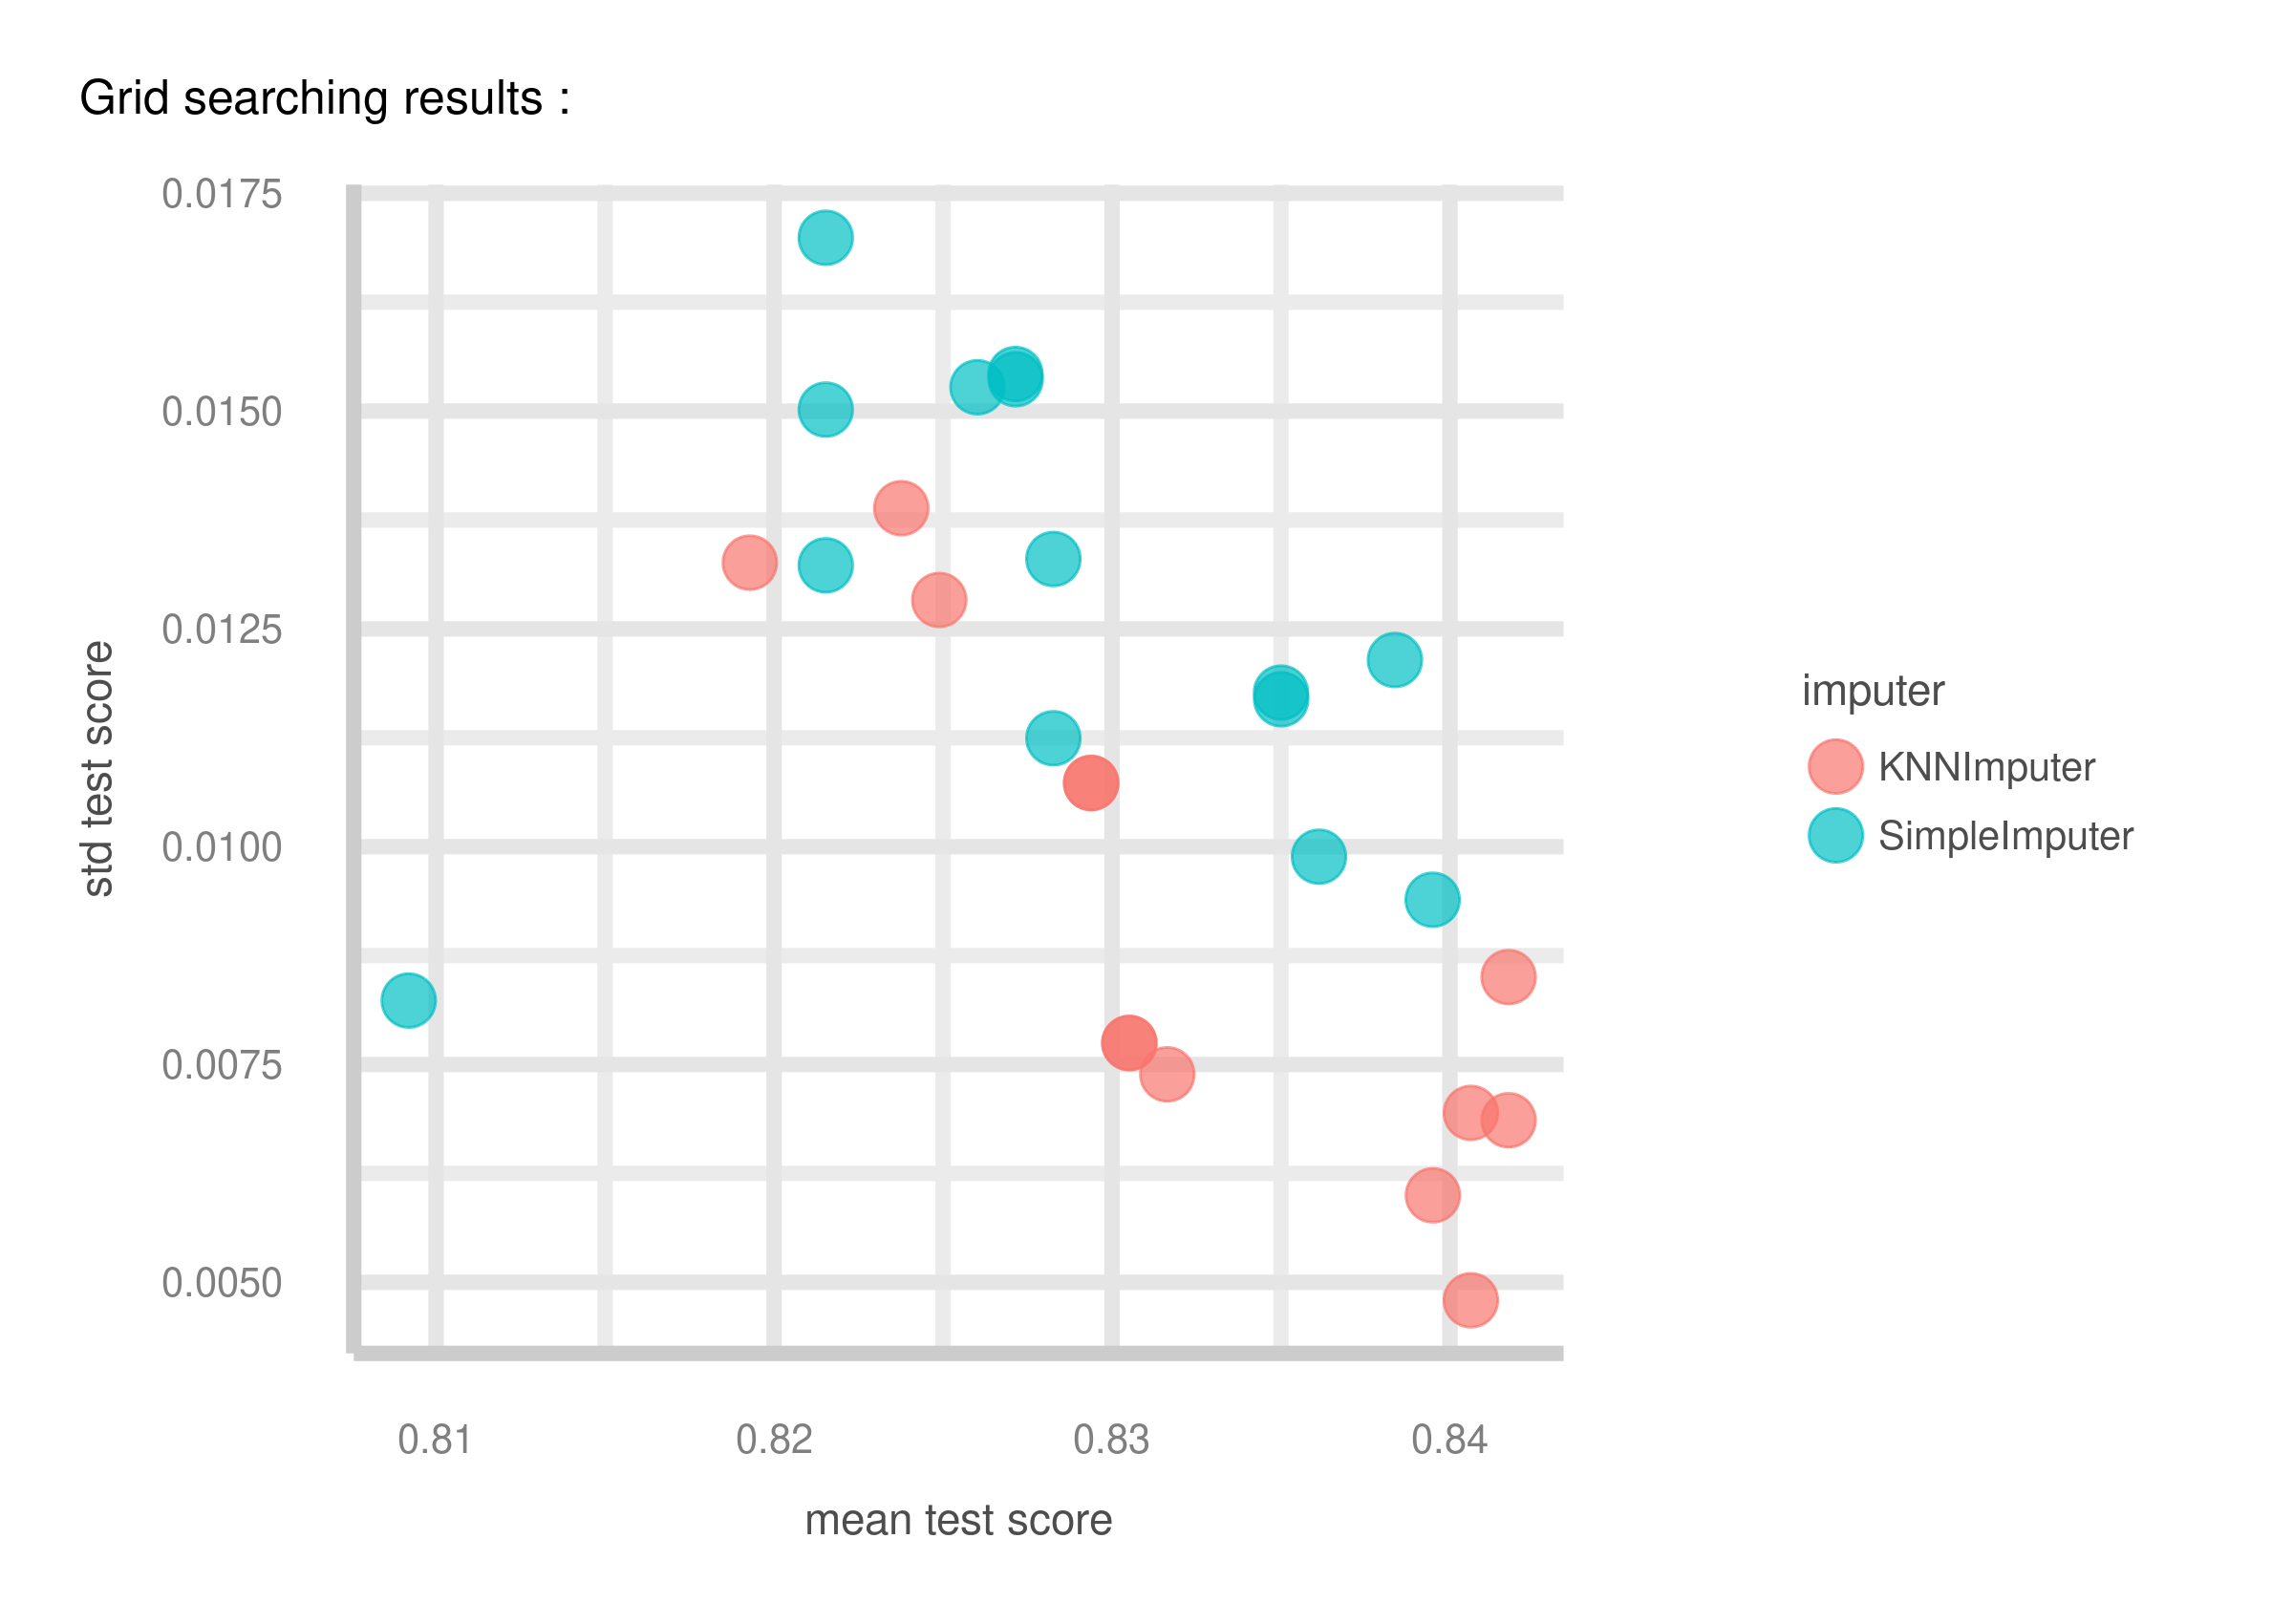 Grid searching results :
0.0175
0.0150
0.0125
0.0100
0.0075
0.0050
std test score
0.81
0.82
0.83
0.84
mean test score
imputer
KNNImputer
SimpleImputer